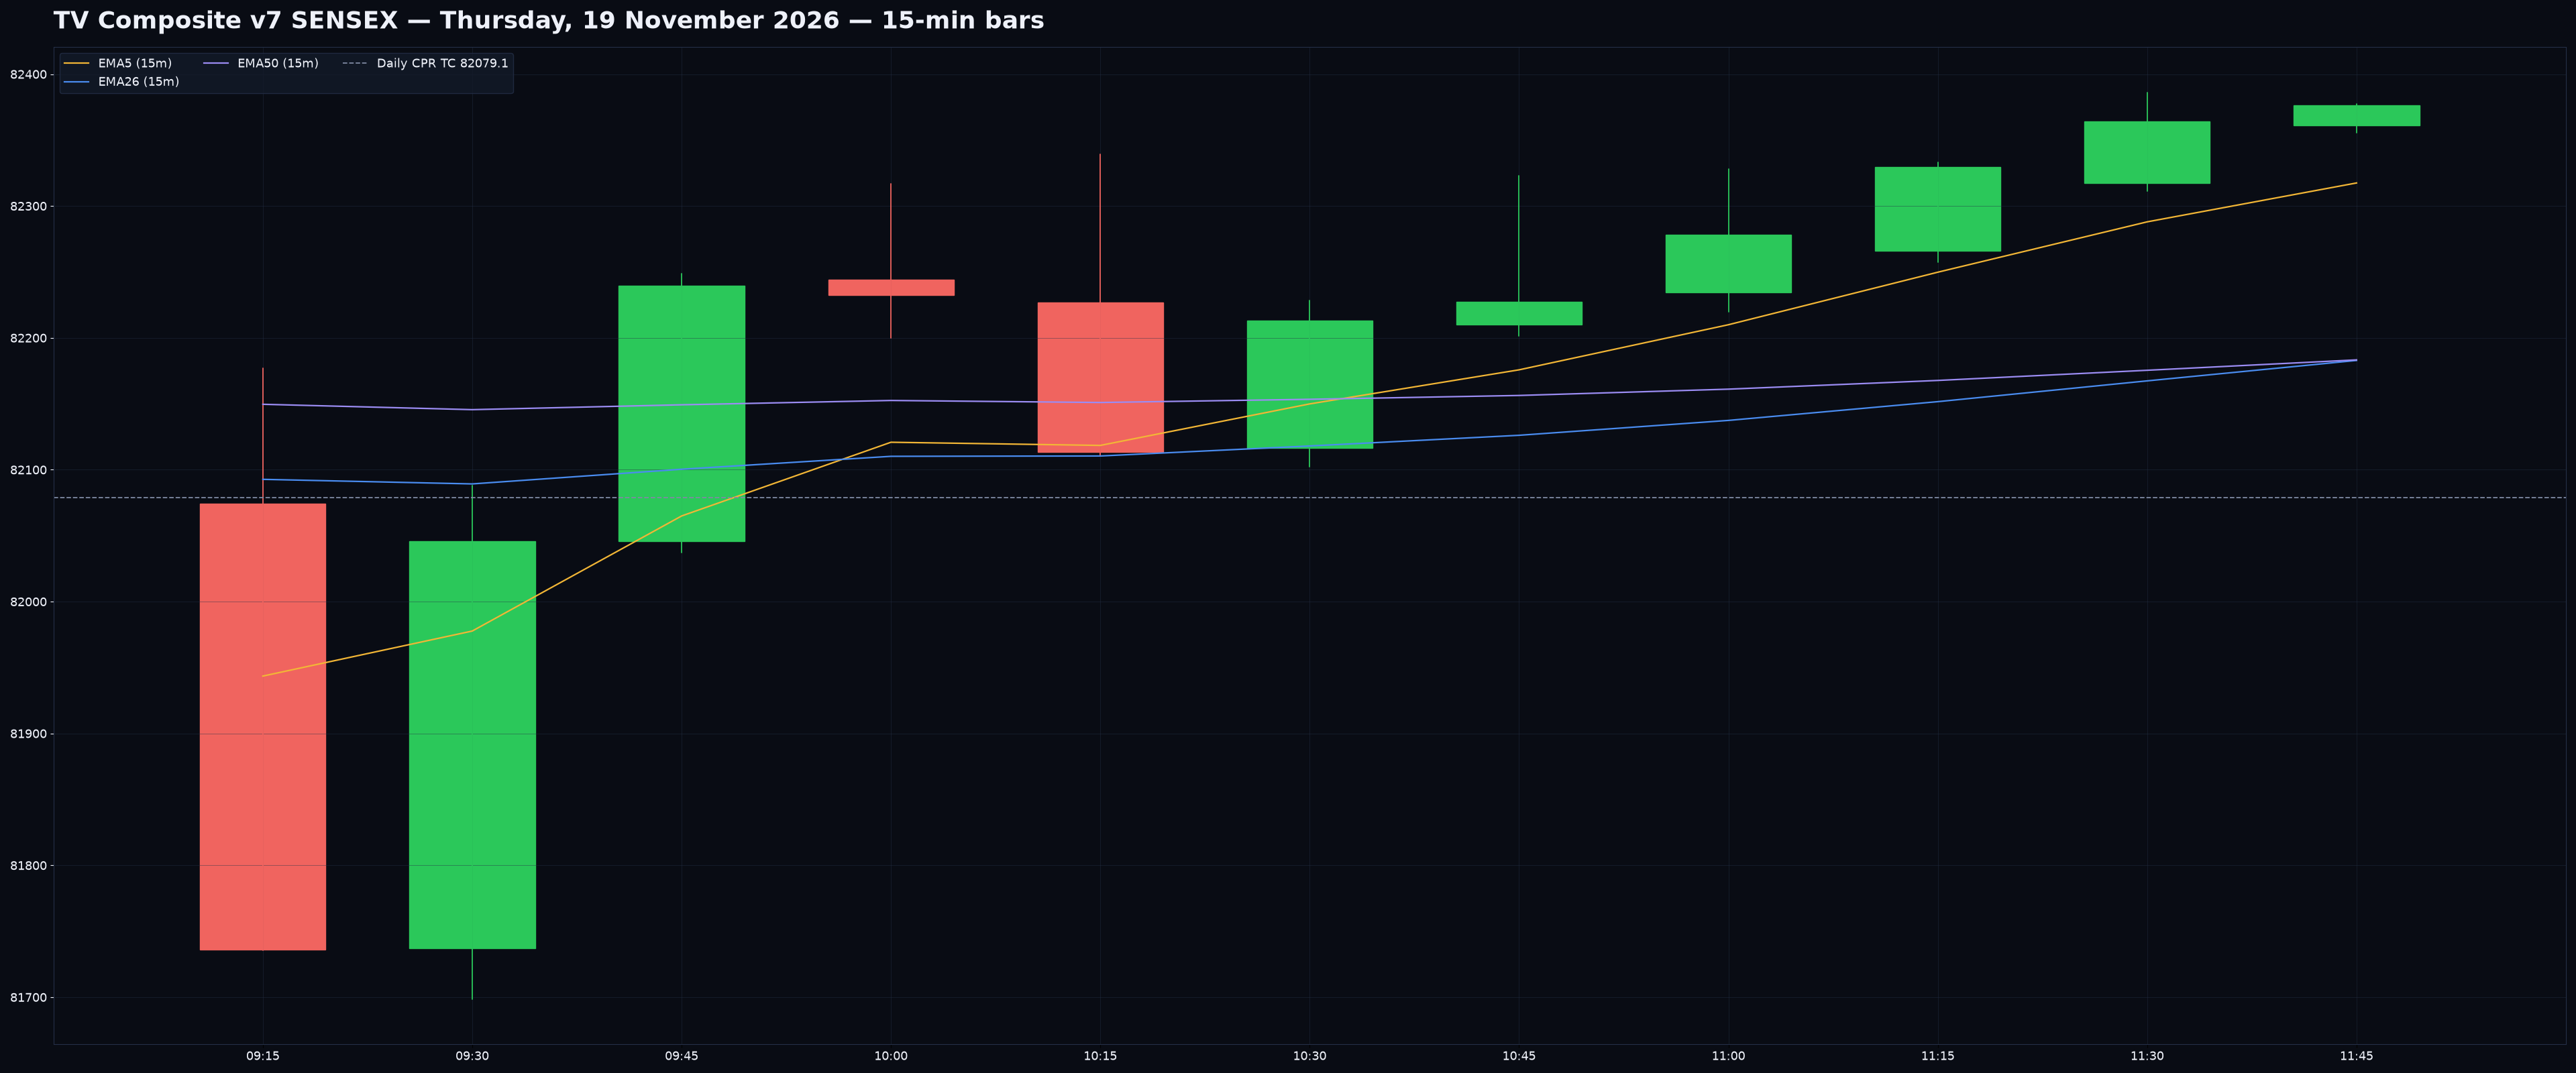 TV Composite v7 SENSEX — Thursday, 19 November 2026 — 15-min bars
EMA5 (15m) EMA50 (15m) Daily CPR TC 82079.1
EMA26 (15m)
82400
82300
82200
82100
82000
81900
81800
81700
09:15 09:30 09:45 10:00 10:15 10:30 10:45 11:00 11:15 11:30 11:45